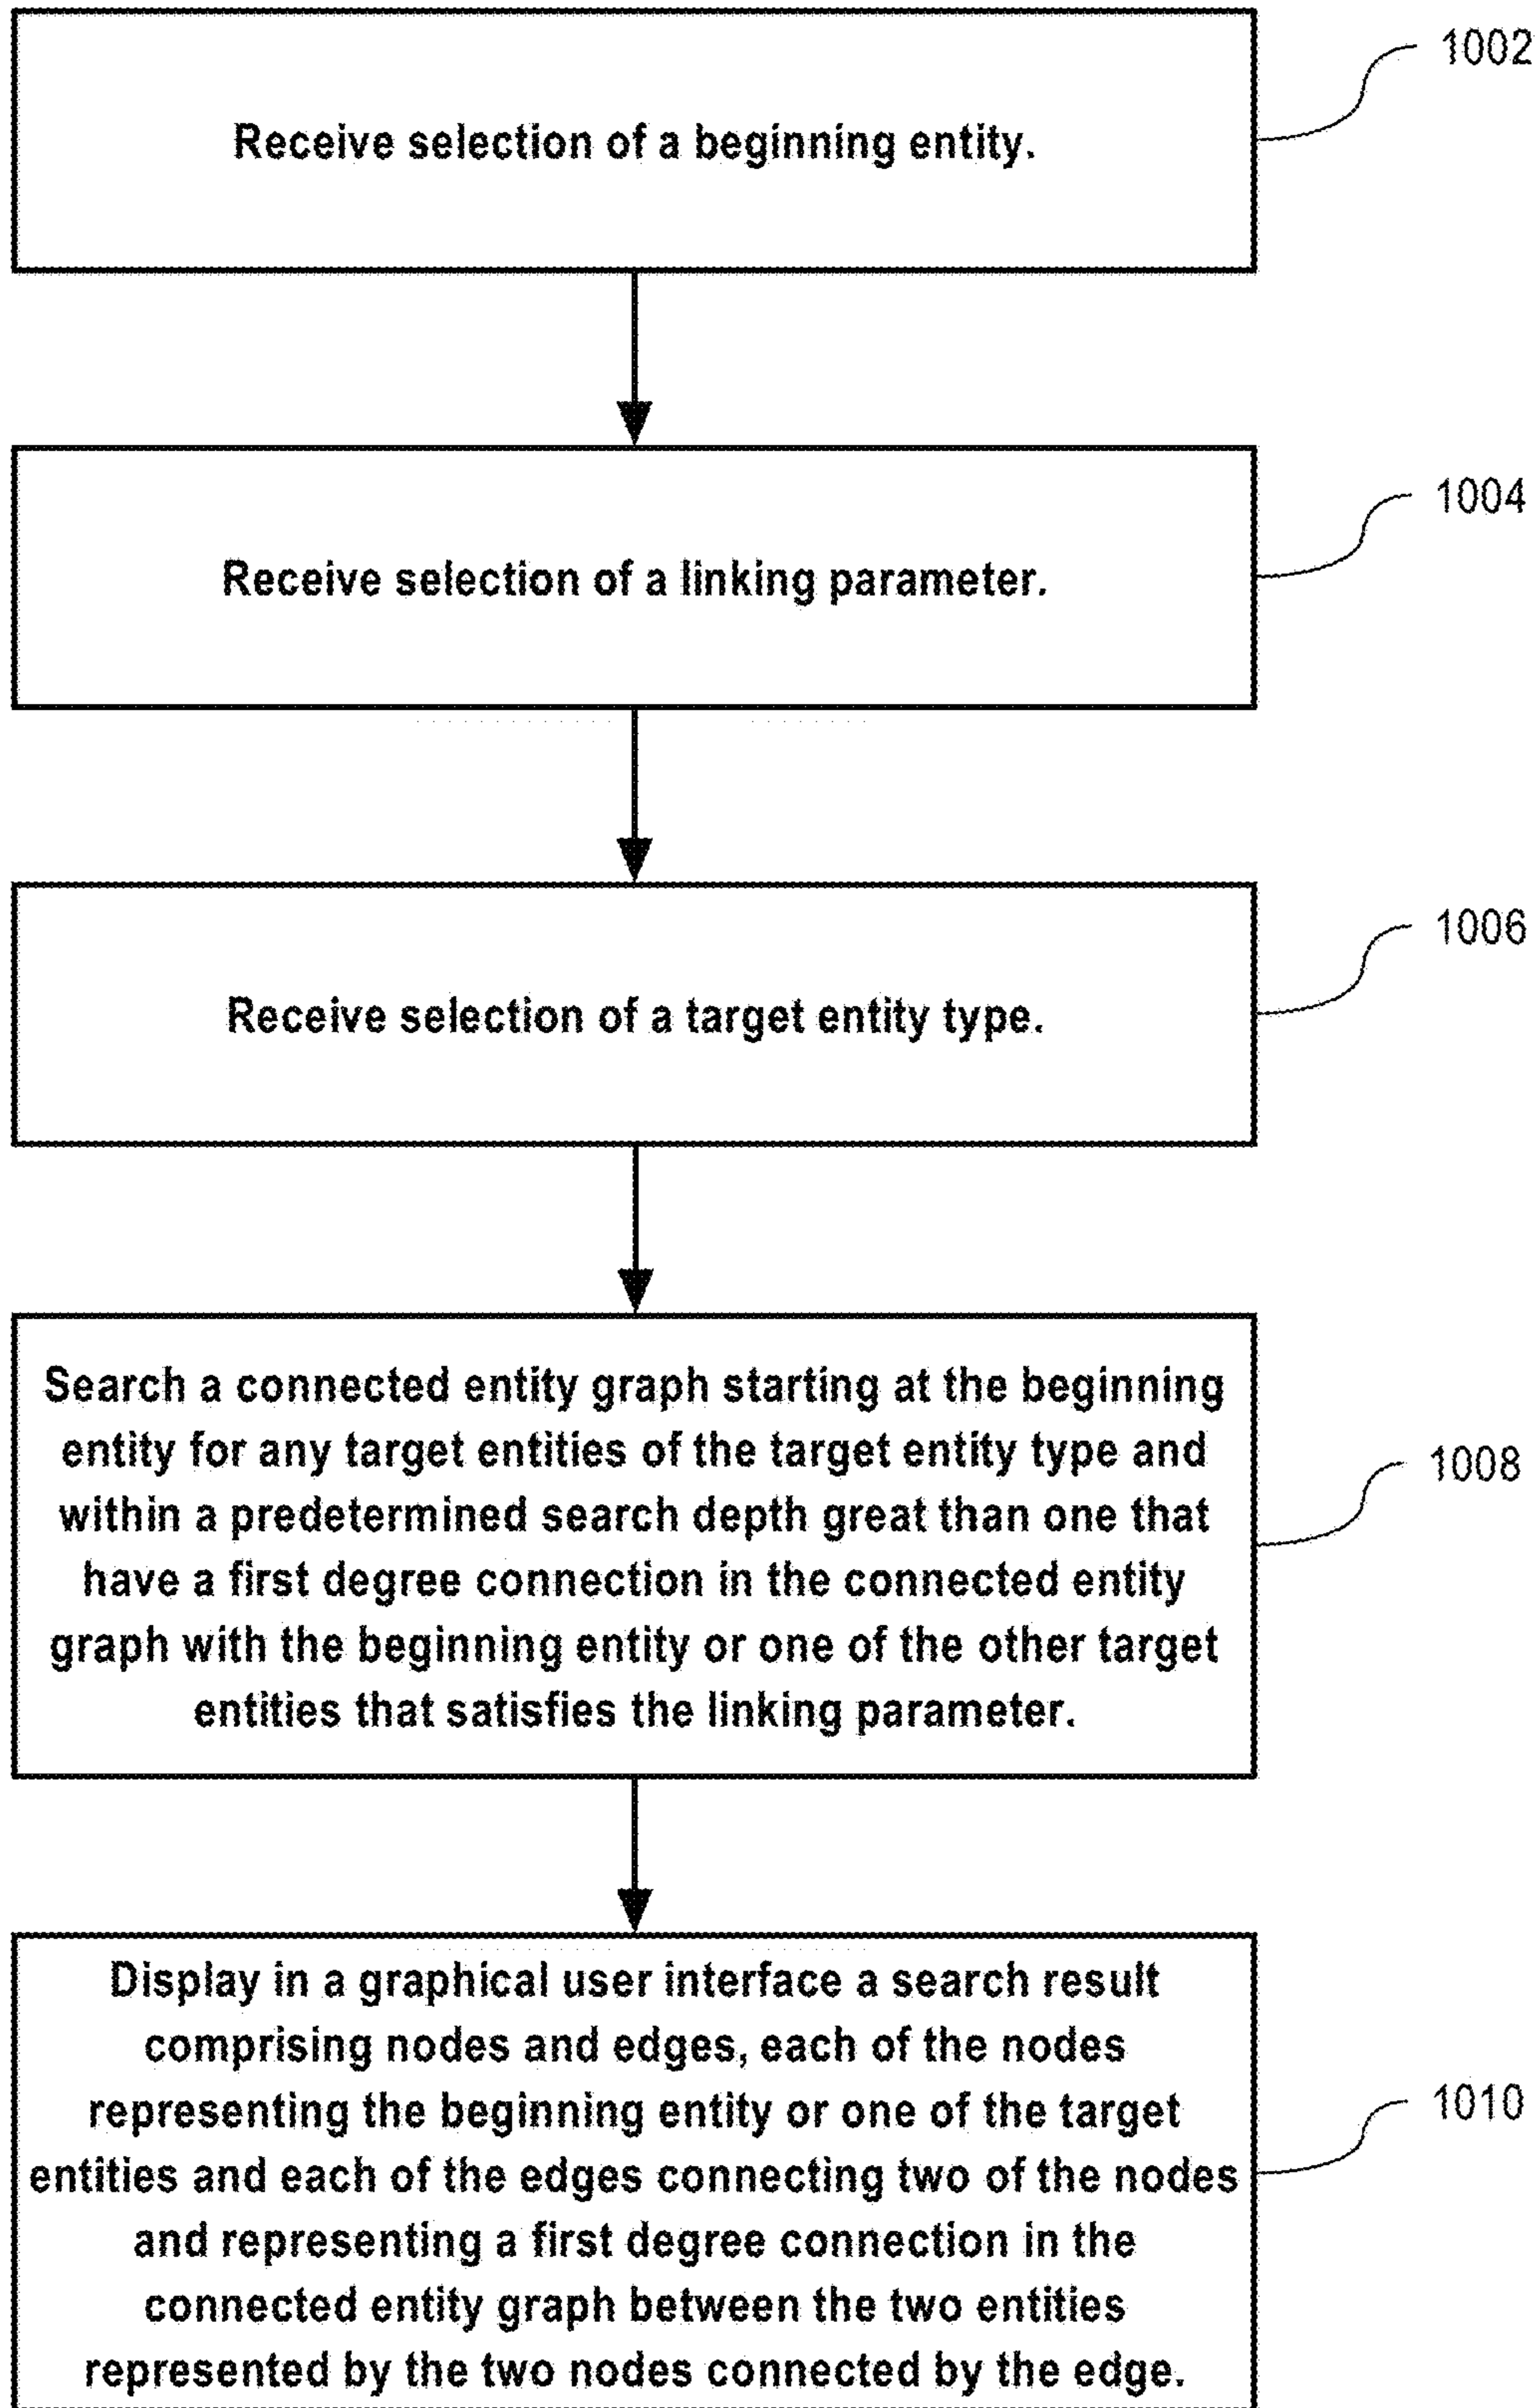 Receive selection of a beginning entity.
1002
Receive selection of a linking parameter.
1004
Receive selection of a target entity type.
1006
Search a connected entity graph starting at the beginning
entity for any target entities of the target entity type and
within a predetermined search depth great than one that
have a first degree connection in the connected entity
graph with the beginning entity or one of the other target
entities that satisfies the linking parameter.
1008
Display in a graphical user interface a search result
comprising nodes and edges, each of the nodes
representing the beginning entity or one of the target
entities and each of the edges connecting two of the nodes
and representing a first degree connection in the
connected entity graph between the two entities
represented by the two nodes connected by the edge.
1010